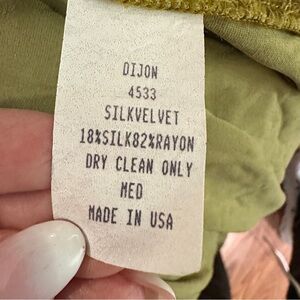 DIJON
4533
SILKVELVET
18%SILK82%RAYON
DRY CLEAN ONLY
MED
MADE IN USA